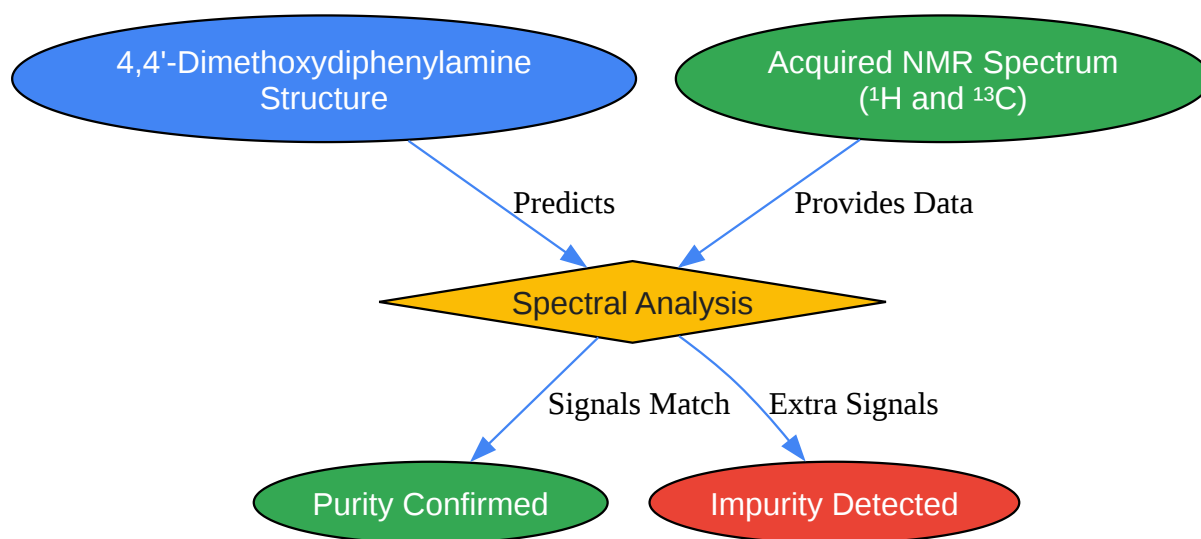 4,4'-Dimethoxydiphenylamine
Structure
Acquired NMR Spectrum
(¹H and ¹³C)
Predicts
Provides Data
Spectral Analysis
Signals Match
Extra Signals
Purity Confirmed
Impurity Detected